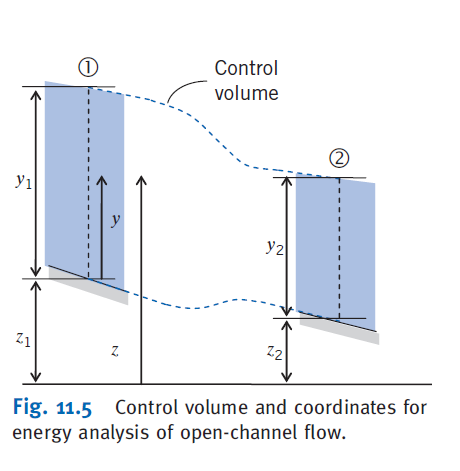 ①
Control
volume
②
y1
y
y2
z1
z
z2
Fig. 11.5 Control volume and coordinates for
energy analysis of open-channel flow.